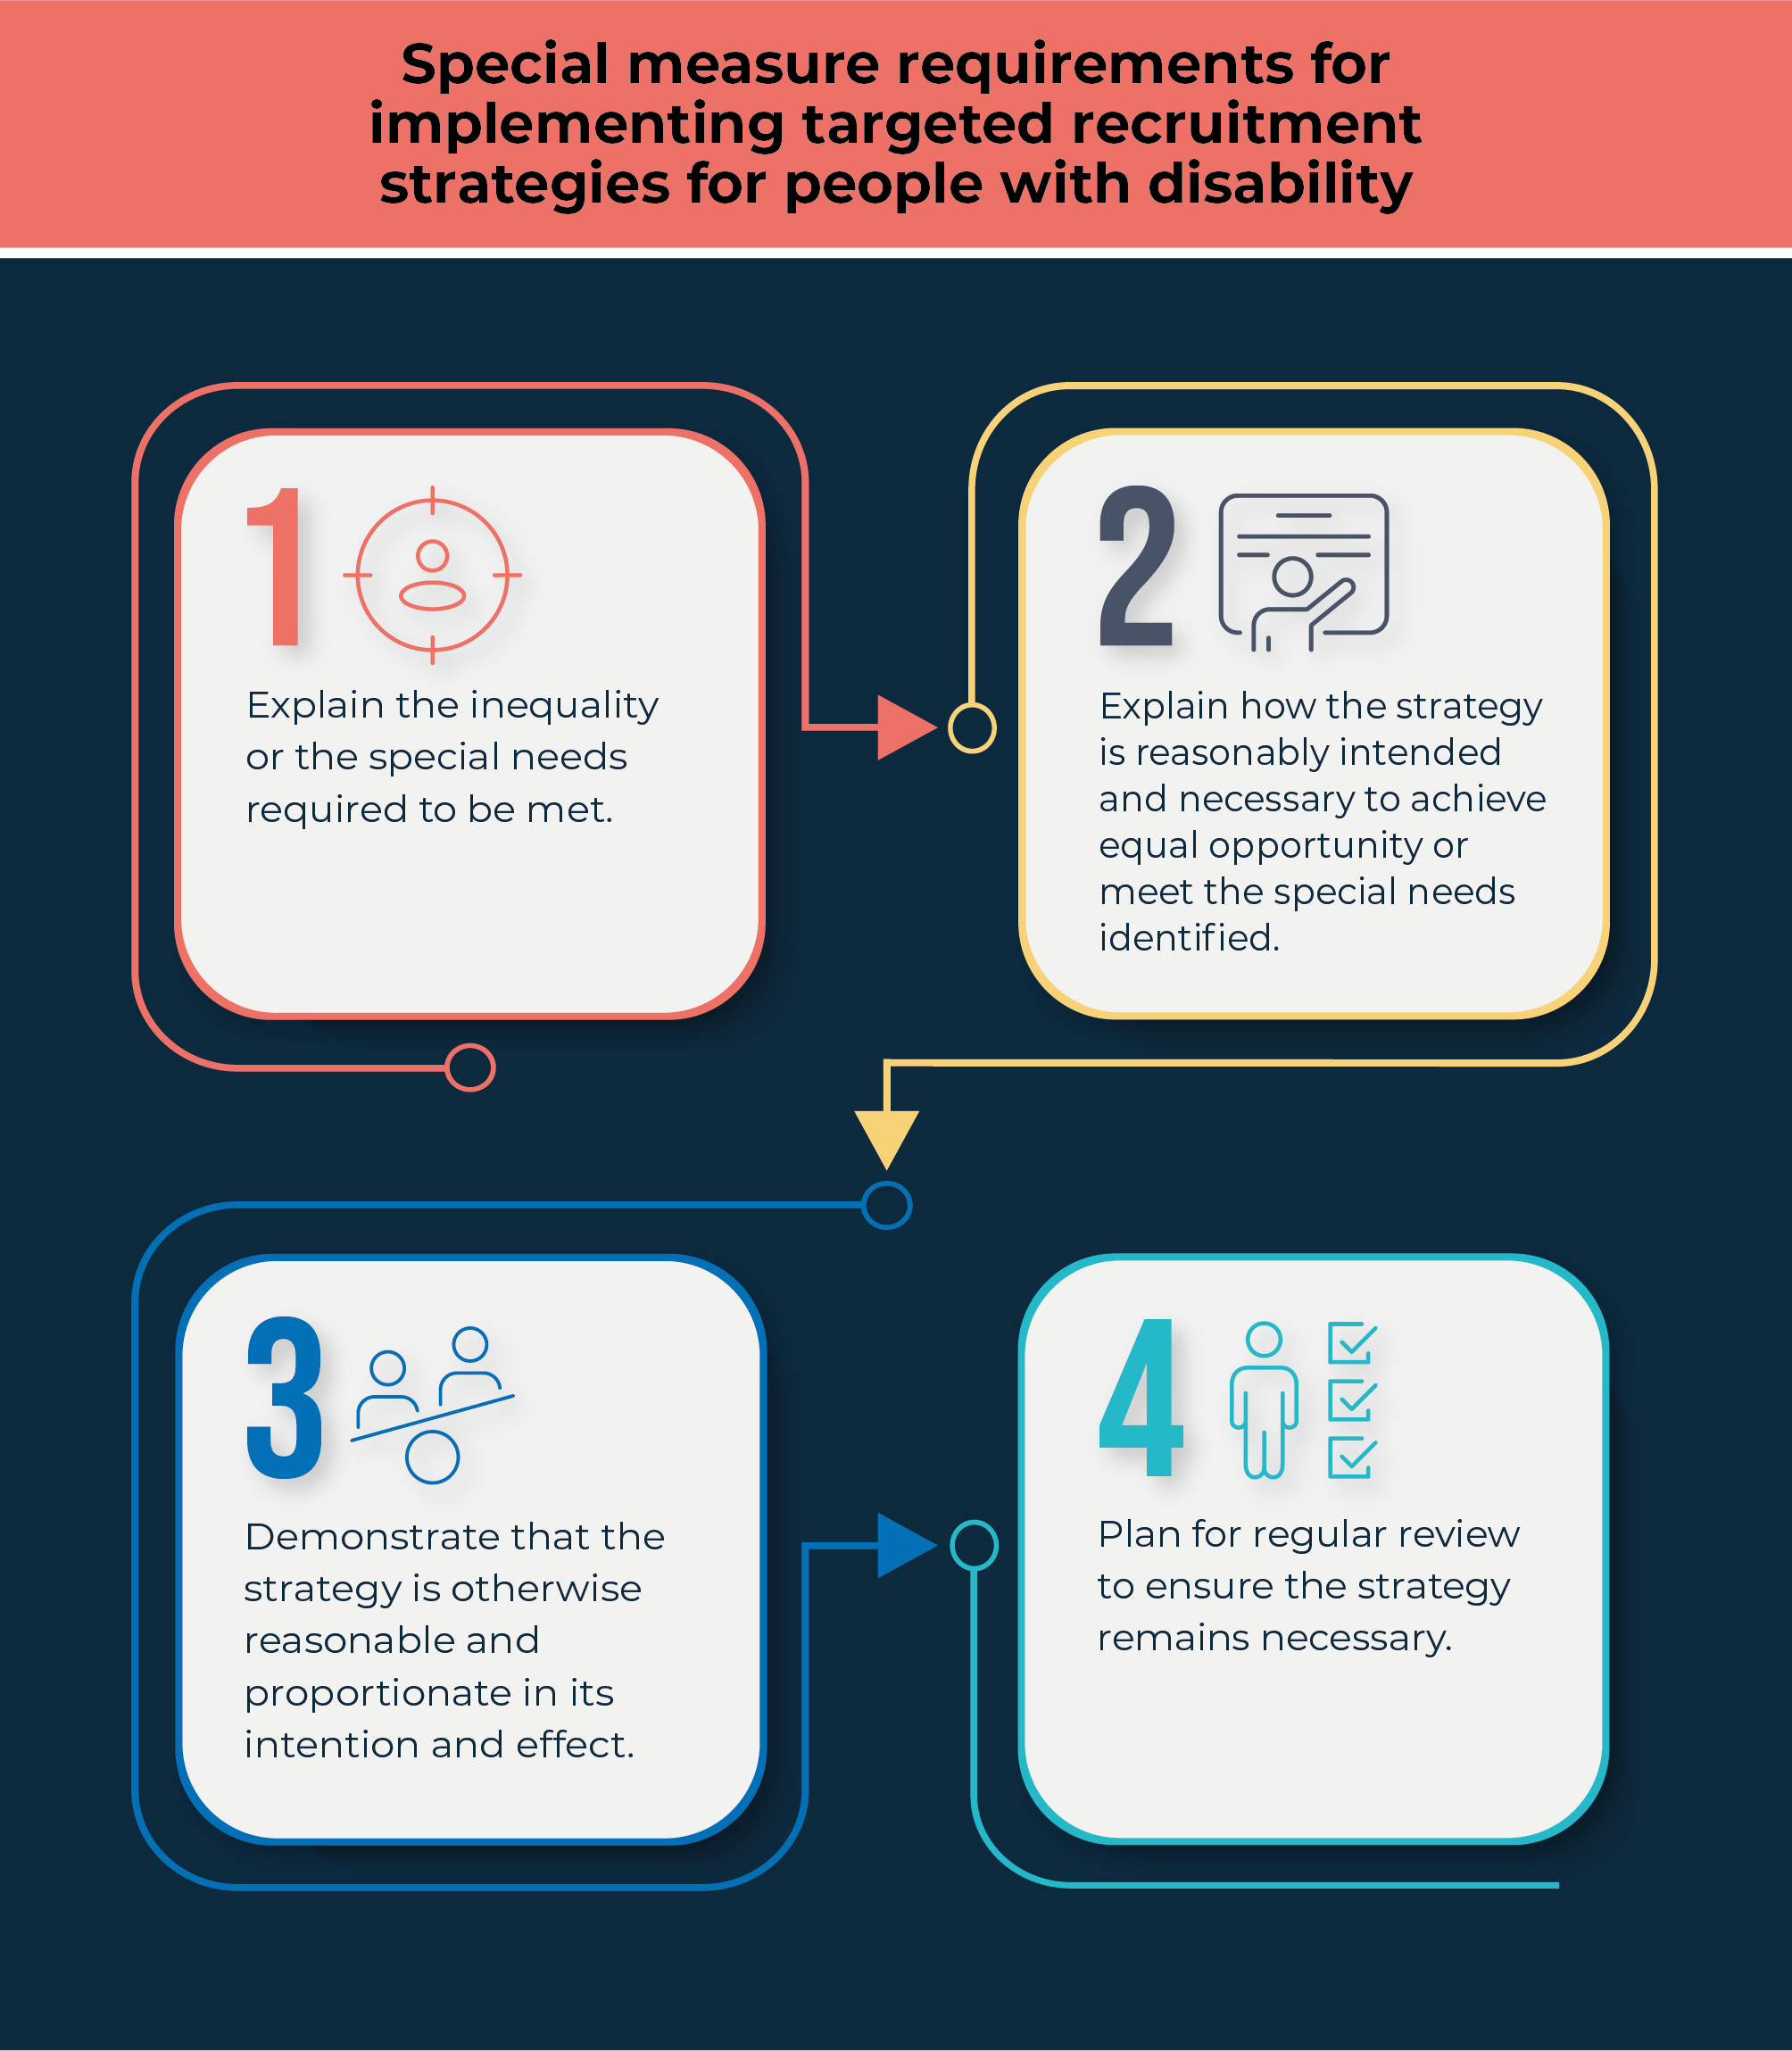 Special measure requirements for
implementing targeted recruitment
strategies for people with disability
1
Explain the inequality
or the special needs
required to be met.
2
Explain how the strategy
is reasonably intended
and necessary to achieve
equal opportunity or
meet the special needs
identified.
3
Demonstrate that the
strategy is otherwise
reasonable and
proportionate in its
intention and effect.
4
Plan for regular review
to ensure the strategy
remains necessary.